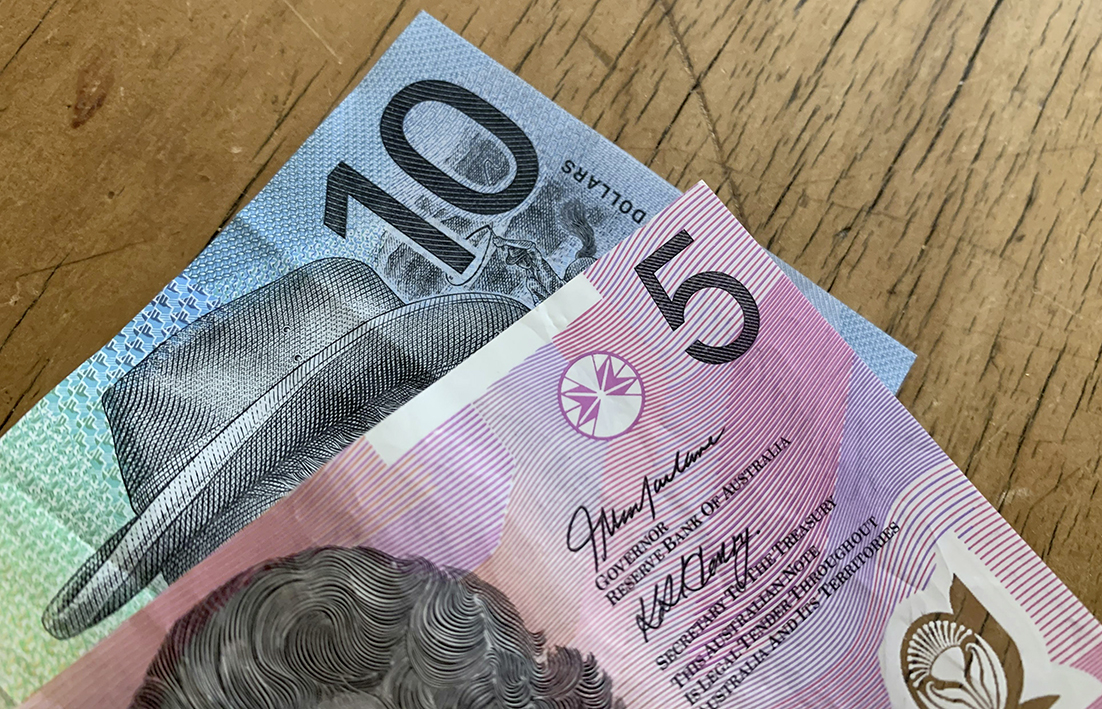 10
DOLLARS
5
GOVERNOR
RESERVE BANK OF AUSTRALIA
SECRETARY TO THE TREASURY
THIS AUSTRALIAN NOTE
IS LEGAL TENDER THROUGHOUT
AUSTRALIA AND ITS TERRITORIES